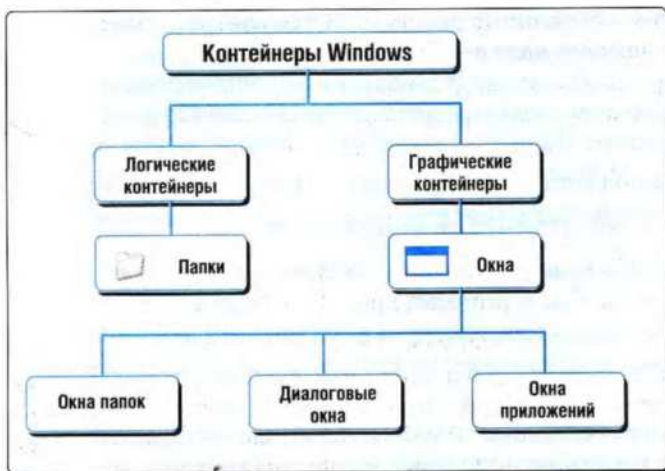 Контейнеры Windows
Логические
контейнеры
Графические
контейнеры
Папки
Окна
Окна папок
Диалоговые
окна
Окна
приложений